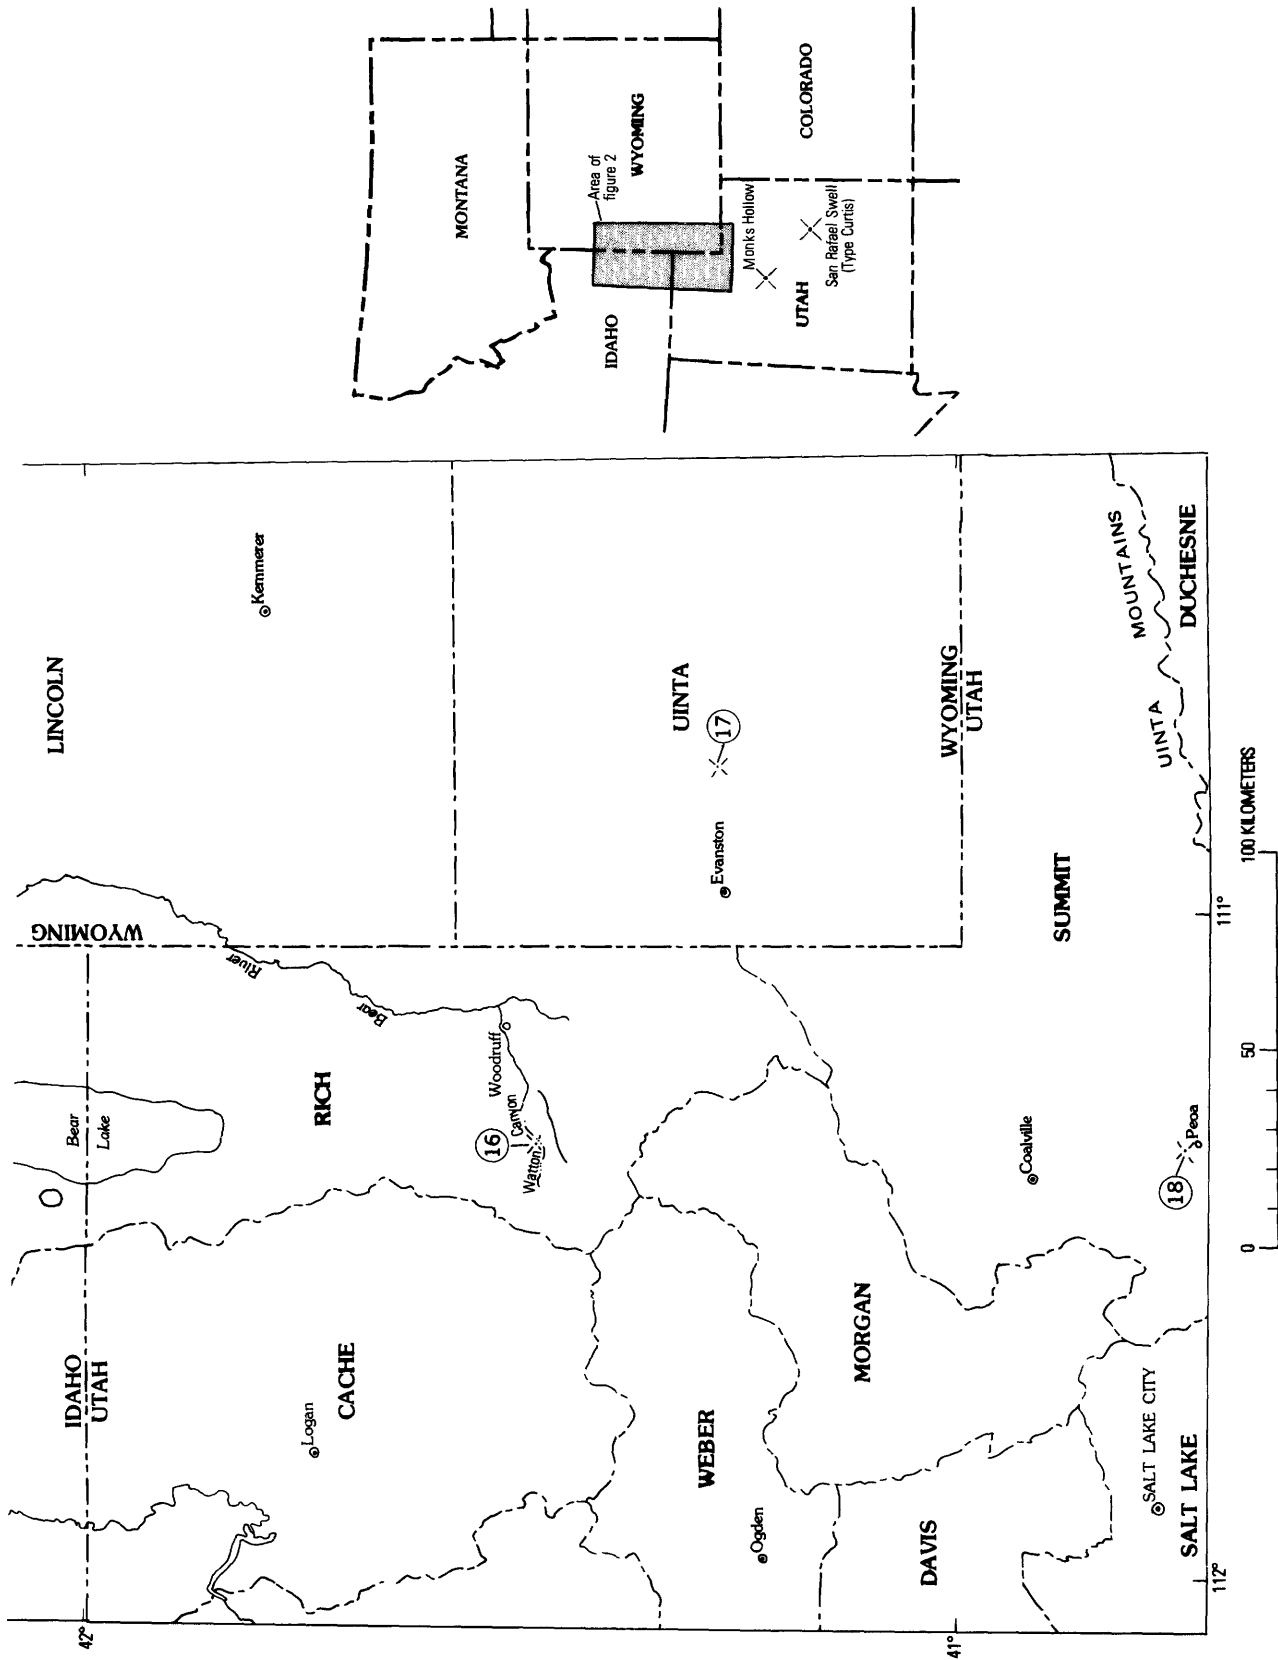 42°
IDAHO
UTAH
Bear
Lake
WYOMING
LINCOLN
Logan
CACHE
RICH
Bear
River
Kemmerer
16
Watton
Canyon
Woodruff
WEBER
Ogden
MORGAN
Evanston
17
UINTA
DAVIS
41°
WYOMING
UTAH
Coalville
SUMMIT
SALT LAKE CITY
SALT LAKE
18
Peoa
UINTA MOUNTAINS
DUCHESNE
112°
111°
0
50
100 KILOMETERS
MONTANA
IDAHO
Area of
figure 2
WYOMING
Monks Hollow
UTAH
San Rafael Swell
(Type Curtis)
COLORADO